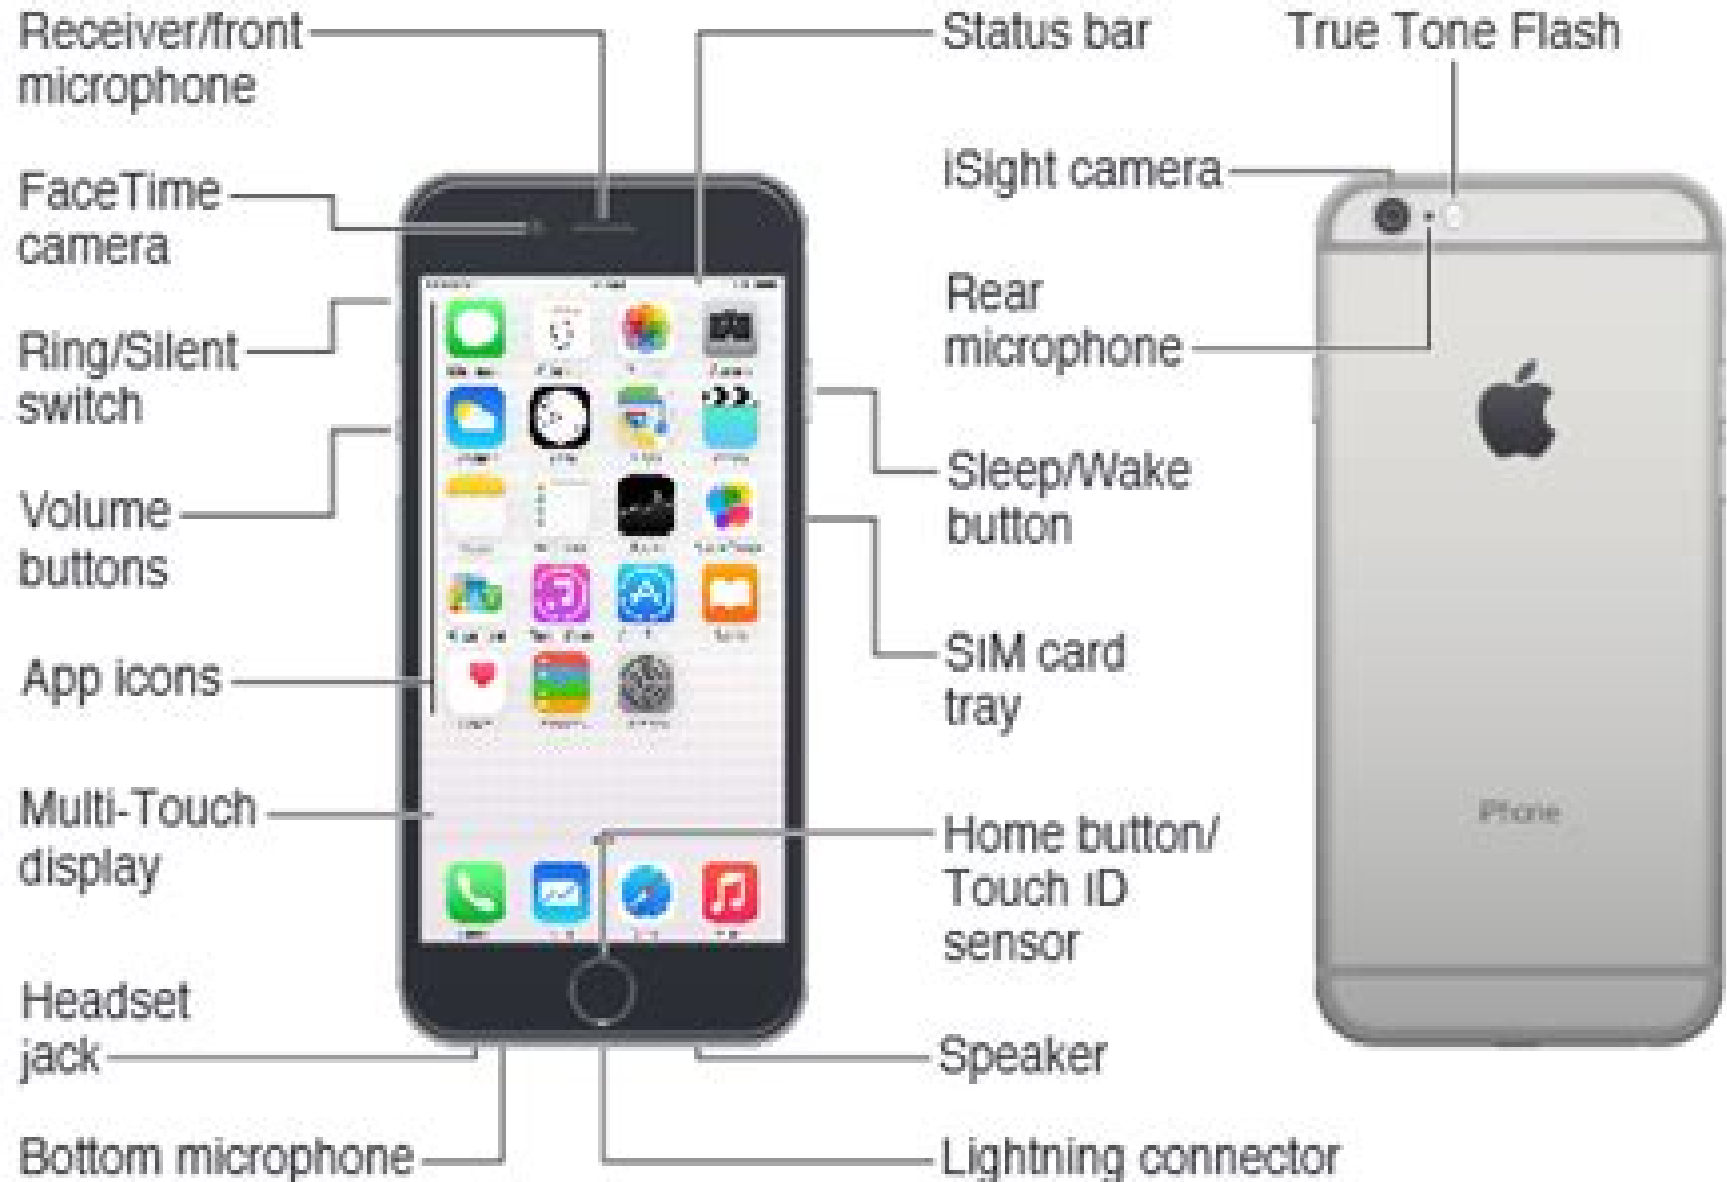 Receiver/front
microphone
FaceTime
camera
Ring/Silent
switch
Volume
buttons
App icons
Multi-Touch
display
Headset
jack
Bottom microphone
Status bar
Sleep/Wake
button
SIM card
tray
Home button/
Touch ID
sensor
Speaker
Lightning connector
True Tone Flash
iSight camera
Rear
microphone
iPhone